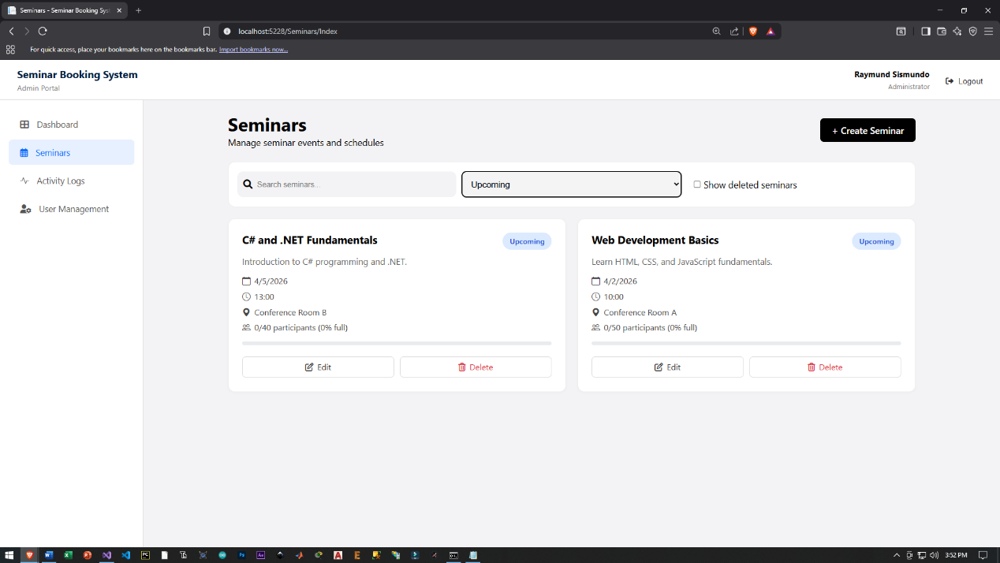 Seminars - Seminar Booking Sys
localhost:5228/Seminars/Index
For quick access, place your bookmarks here on the bookmarks bar. Import bookmarks now...
Seminar Booking System
Admin Portal
Raymund Sismundo
Administrator
Logout
Dashboard
Seminars
Activity Logs
User Management
Seminars
Manage seminar events and schedules
+ Create Seminar
Search seminars...
Upcoming
Show deleted seminars
C# and .NET Fundamentals
Upcoming
Introduction to C# programming and .NET.
4/5/2026
13:00
Conference Room B
0/40 participants (0% full)
Edit
Delete
Web Development Basics
Upcoming
Learn HTML, CSS, and JavaScript fundamentals.
4/2/2026
10:00
Conference Room A
0/50 participants (0% full)
Edit
Delete
3:52 PM